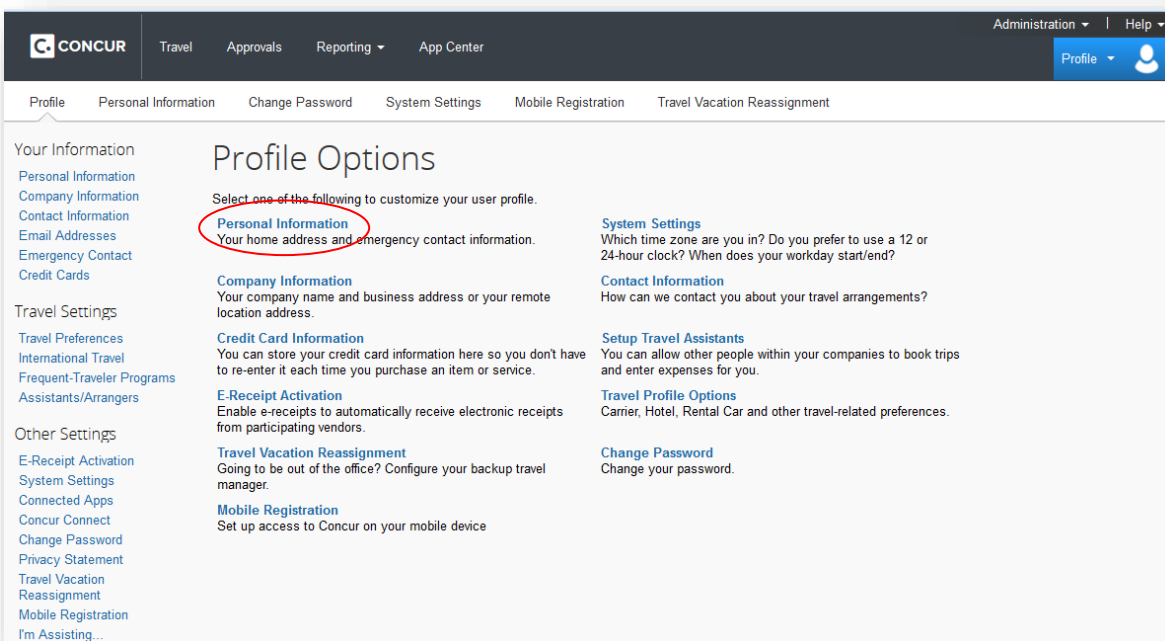 Administration | Help
C. CONCUR Travel Approvals Reporting App Center
Profile
Profile Personal Information Change Password System Settings Mobile Registration Travel Vacation Reassignment
Your Information
Personal Information
Company Information
Contact Information
Email Addresses
Emergency Contact
Credit Cards
Travel Settings
Travel Preferences
International Travel
Frequent-Traveler Programs
Assistants/Arrangers
Other Settings
E-Receipt Activation
System Settings
Connected Apps
Concur Connect
Change Password
Privacy Statement
Travel Vacation
Reassignment
Mobile Registration
I'm Assisting...
Profile Options
Select one of the following to customize your user profile.
Personal Information
Your home address and emergency contact information.
Company Information
Your company name and business address or your remote
location address.
Credit Card Information
You can store your credit card information here so you don't have
to re-enter it each time you purchase an item or service.
E-Receipt Activation
Enable e-receipts to automatically receive electronic receipts
from participating vendors.
Travel Vacation Reassignment
Going to be out of the office? Configure your backup travel
manager.
Mobile Registration
Set up access to Concur on your mobile device
System Settings
Which time zone are you in? Do you prefer to use a 12 or
24-hour clock? When does your workday start/end?
Contact Information
How can we contact you about your travel arrangements?
Setup Travel Assistants
You can allow other people within your companies to book trips
and enter expenses for you.
Travel Profile Options
Carrier, Hotel, Rental Car and other travel-related preferences.
Change Password
Change your password.